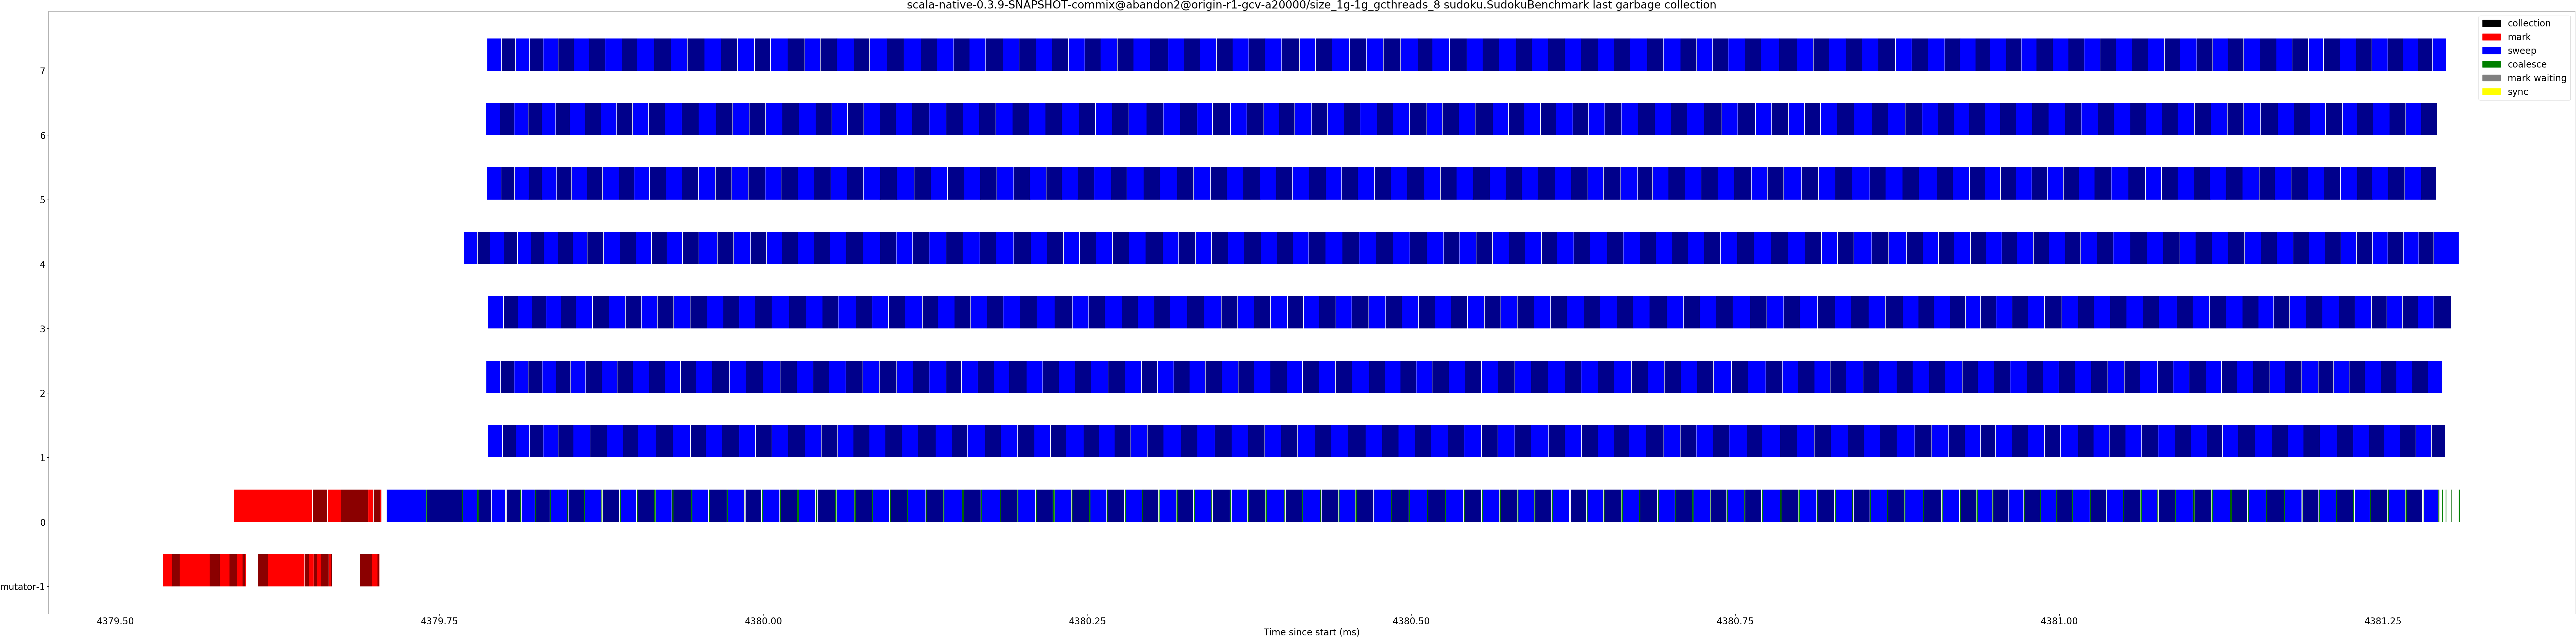 scala-native-0.3.9-SNAPSHOT-commix@abandon2@origin-r1-gcv-a20000/size_1g-1g_gcthreads_8 sudoku.SudokuBenchmark last garbage collection
collection
mark
sweep
coalesce
mark waiting
sync
7
6
5
4
3
2
1
0
mutator-1
4379.50 4379.75 4380.00 4380.25 4380.50 4380.75 4381.00 4381.25
Time since start (ms)